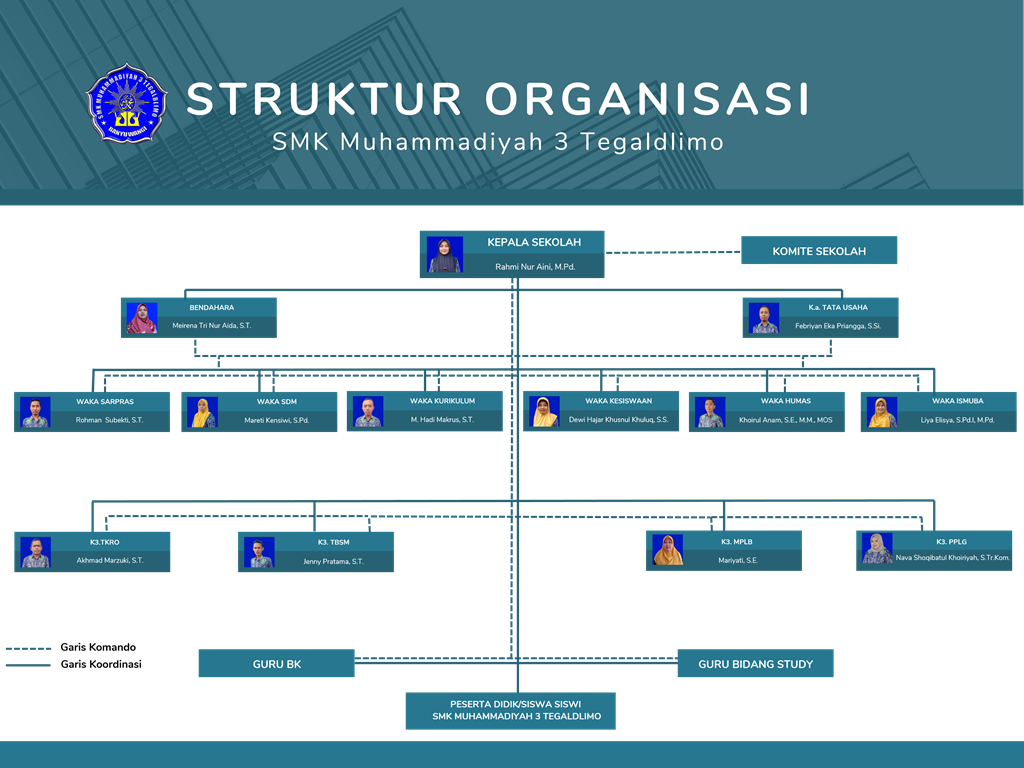 SMK MUHAMMADIYAH 3 TEGALDLIMO
BANYUWANGI
STRUKTUR ORGANISASI
SMK Muhammadiyah 3 Tegaldlimo
KEPALA SEKOLAH
Rahmi Nur Aini, M.Pd.
KOMITE SEKOLAH
BENDAHARA
Meirena Tri Nur Aida, S.T.
K.a. TATA USAHA
Febriyan Eka Priangga, S.Si.
WAKA SARPRAS
Rohman Subekti, S.T.
WAKA SDM
Mareti Kensiwi, S.Pd.
WAKA KURIKULUM
M. Hadi Makrus, S.T.
WAKA KESISWAAN
Dewi Hajar Khusnul Khuluq, S.S.
WAKA HUMAS
Khoirul Anam, S.E., M.M., MOS
WAKA ISMUBA
Liya Elisya, S.Pd.I, M.Pd.
K3.TKRO
Akhmad Marzuki, S.T.
K3. TBSM
Jenny Pratama, S.T.
K3. MPLB
Mariyati, S.E.
K3. PPLG
Nava Shoqibatul Khoiriyah, S.Tr.Kom.
Garis Komando
Garis Koordinasi
GURU BK
GURU BIDANG STUDY
PESERTA DIDIK/SISWA SISWI
SMK MUHAMMADIYAH 3 TEGALDLIMO